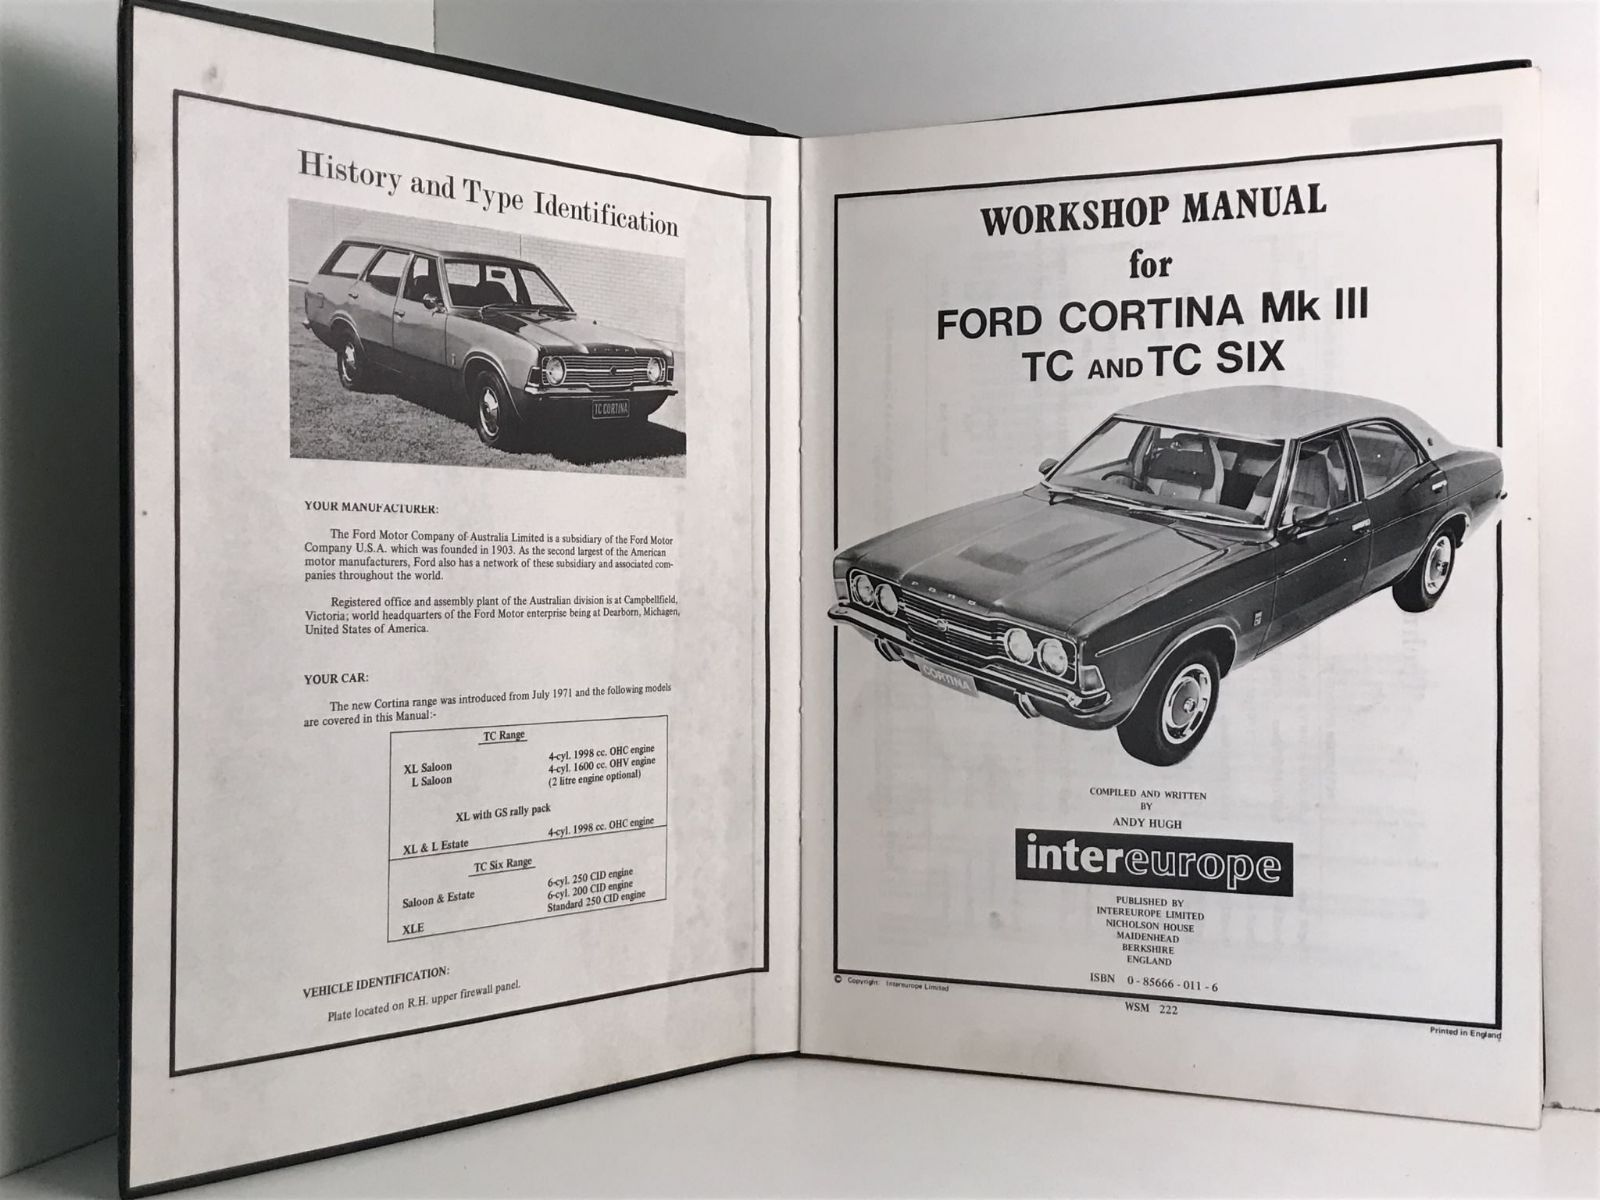 History and Type Identification
TC CORTINA
YOUR MANUFACTURER:
The Ford Motor Company of Australia Limited is a subsidiary of the Ford Motor
Company U.S.A. which was founded in 1903. As the second largest of the American
motor manufacturers, Ford also has a network of these subsidiary and associated com-
panies throughout the world.
Registered office and assembly plant of the Australian division is at Campbellfield,
Victoria; world headquarters of the Ford Motor enterprise being at Dearborn, Michagen,
United States of America.
YOUR CAR:
The new Cortina range was introduced from July 1971 and the following models
are covered in this Manual:-
TC Range
XL Saloon 4-cyl. 1998 cc. OHC engine
L Saloon 4-cyl. 1600 cc. OHV engine
(2 litre engine optional)
XL with GS rally pack
XL & L Estate 4-cyl. 1998 cc. OHC engine
TC Six Range
Saloon & Estate 6-cyl. 250 CID engine
6-cyl. 200 CID engine
XLE Standard 250 CID engine
VEHICLE IDENTIFICATION:
Plate located on R.H. upper firewall panel.
WORKSHOP MANUAL
for
FORD CORTINA Mk III
TC AND TC SIX
FORD
CORTINA
COMPILED AND WRITTEN
BY
ANDY HUGH
intereurope
PUBLISHED BY
INTEREUROPE LIMITED
NICHOLSON HOUSE
MAIDENHEAD
BERKSHIRE
ENGLAND
ISBN 0-85666-011-6
© Copyright: Intereurope Limited
WSM 222
Printed in England